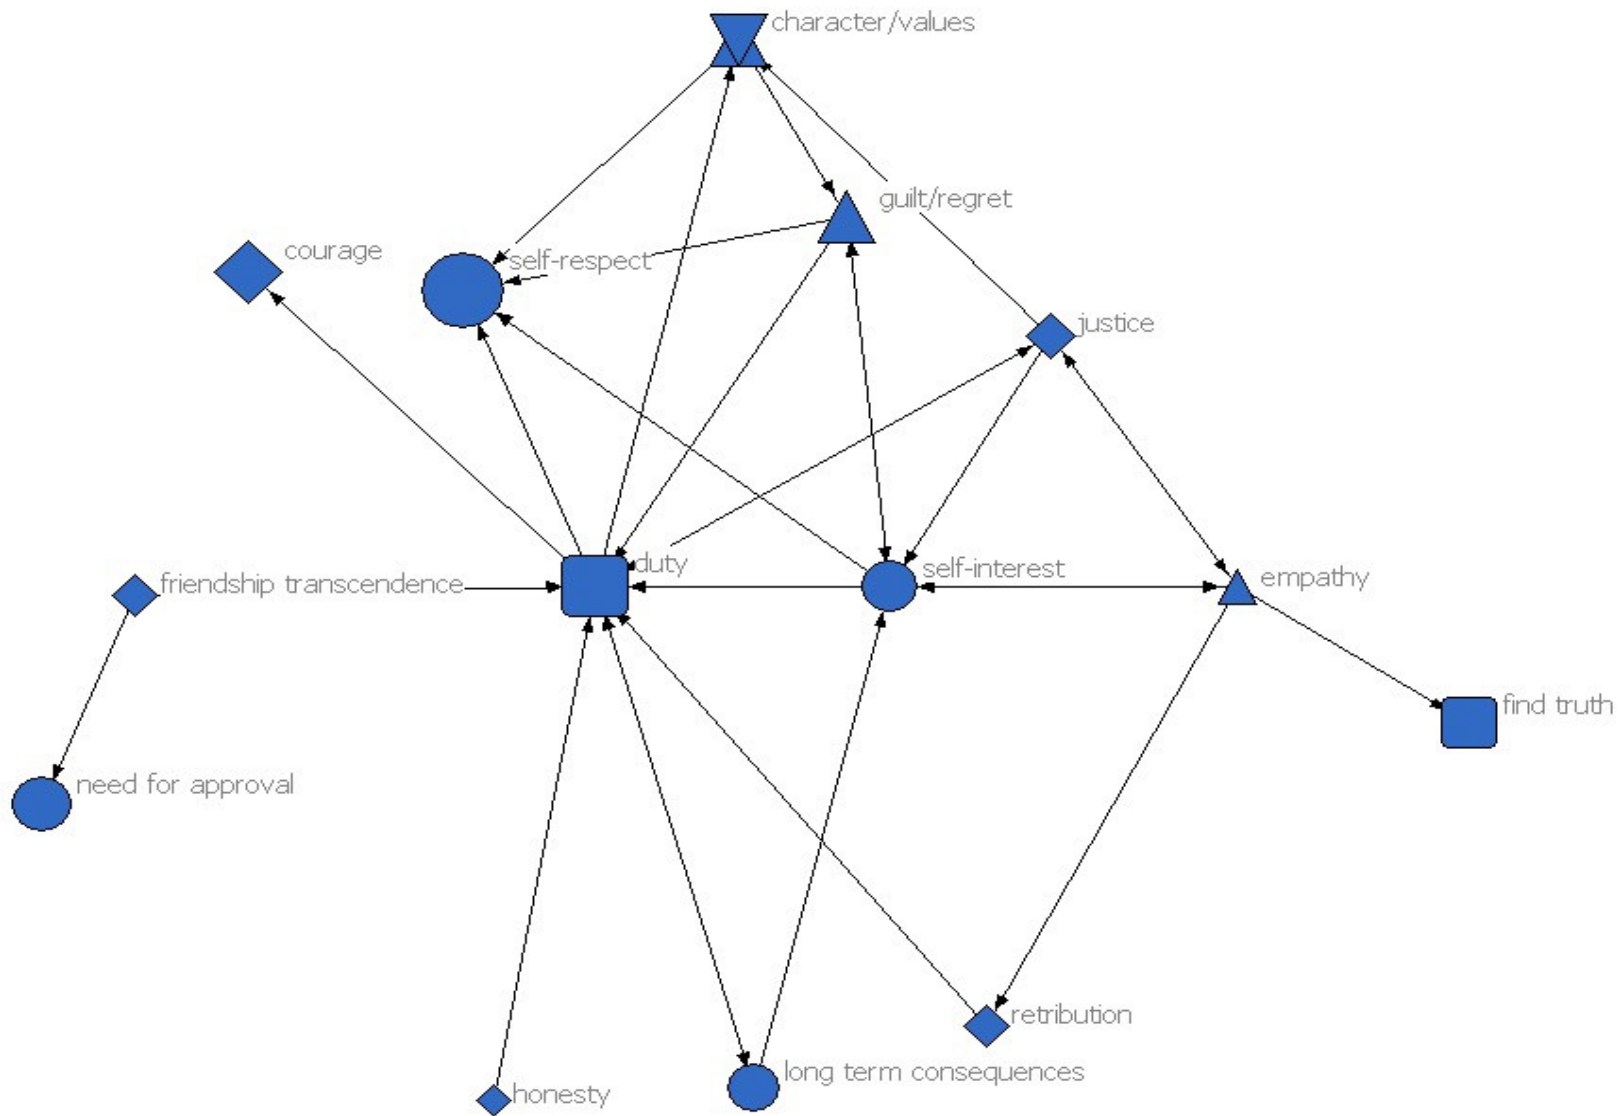 character/values
guilt/regret
courage
self-respect
justice
duty
self-interest
empathy
friendship transcendence
find truth
need for approval
retribution
long term consequences
honesty